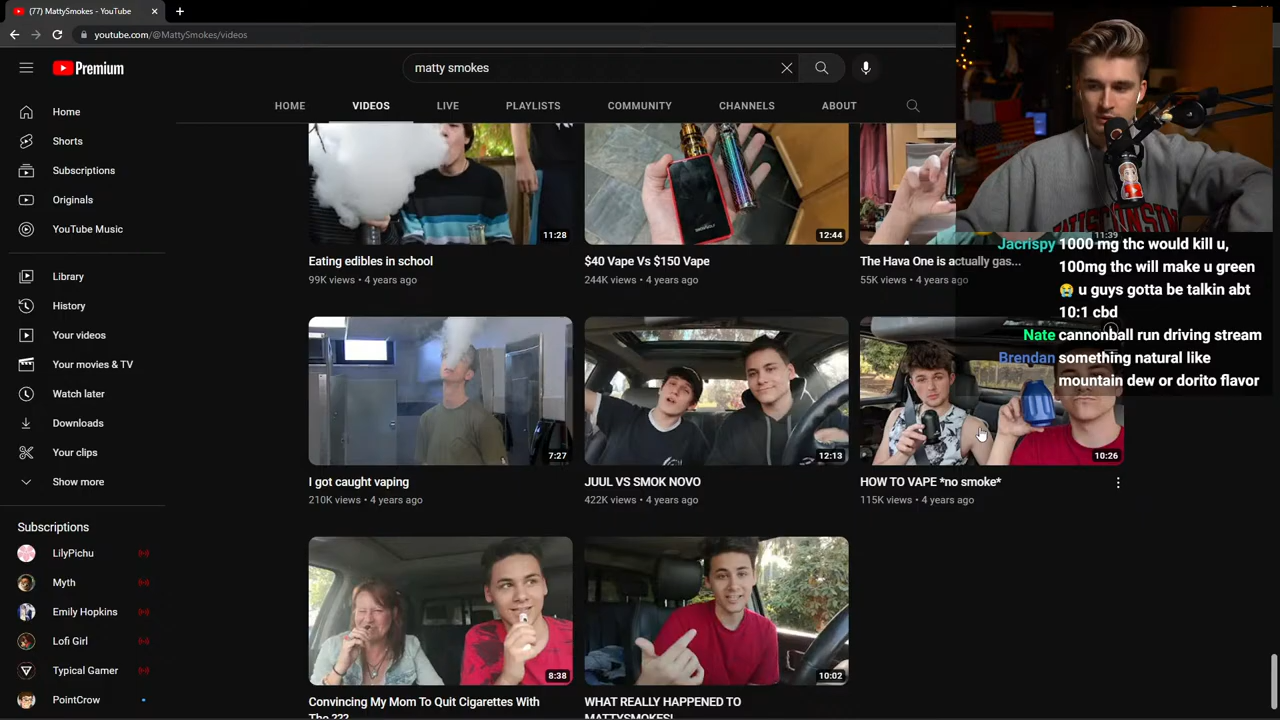 (77) MattySmokes - YouTube
youtube.com/@MattySmokes/videos
Premium
matty smokes
HOME VIDEOS LIVE PLAYLISTS COMMUNITY CHANNELS ABOUT
Home
Shorts
Subscriptions
Originals
YouTube Music
Library
History
Your videos
Your movies & TV
Watch later
Downloads
Your clips
Show more
Subscriptions
LilyPichu
Myth
Emily Hopkins
Lofi Girl
Typical Gamer
PointCrow
11:28
Eating edibles in school
99K views • 4 years ago
12:44
$40 Vape Vs $150 Vape
244K views • 4 years ago
11:39
The Hava One is actually gas...
55K views • 4 years ago
7:27
I got caught vaping
210K views • 4 years ago
12:13
JUUL VS SMOK NOVO
422K views • 4 years ago
10:26
HOW TO VAPE *no smoke*
115K views • 4 years ago
8:38
Convincing My Mom To Quit Cigarettes With
The ???
10:02
WHAT REALLY HAPPENED TO
MATTYSMOKES!
WISCONSIN
Jacrispy 1000 mg thc would kill u,
100mg thc will make u green
😭 u guys gotta be talkin abt
10:1 cbd
Nate cannonball run driving stream
Brendan something natural like
mountain dew or dorito flavor